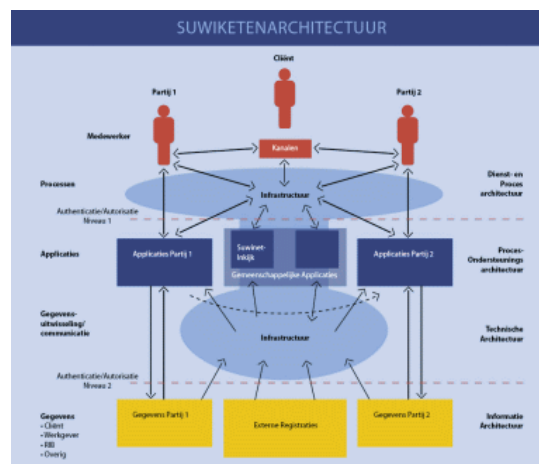 SUWIKETENARCHITECTUUR
Cliënt
Partij 1
Partij 2
Medewerker
Kanalen
Processen
Dienst- en
Proces
architectuur
Infrastructuur
Authenticatie/Autorisatie
Niveau 1
Applicaties
Applicaties Partij 1
Suwinet-
Inkijk
Gemeenschappelijke Applicaties
Applicaties Partij 2
Proces-
Ondersteunings
architectuur
Gegevens-
uitwisseling/
communicatie
Infrastructuur
Technische
Architectuur
Authenticatie/Autorisatie
Niveau 2
Gegevens
• Cliënt
• Werkgever
• RIB
• Overig
Gegevens Partij 1
Externe Registraties
Gegevens Partij 2
Informatie
Architectuur